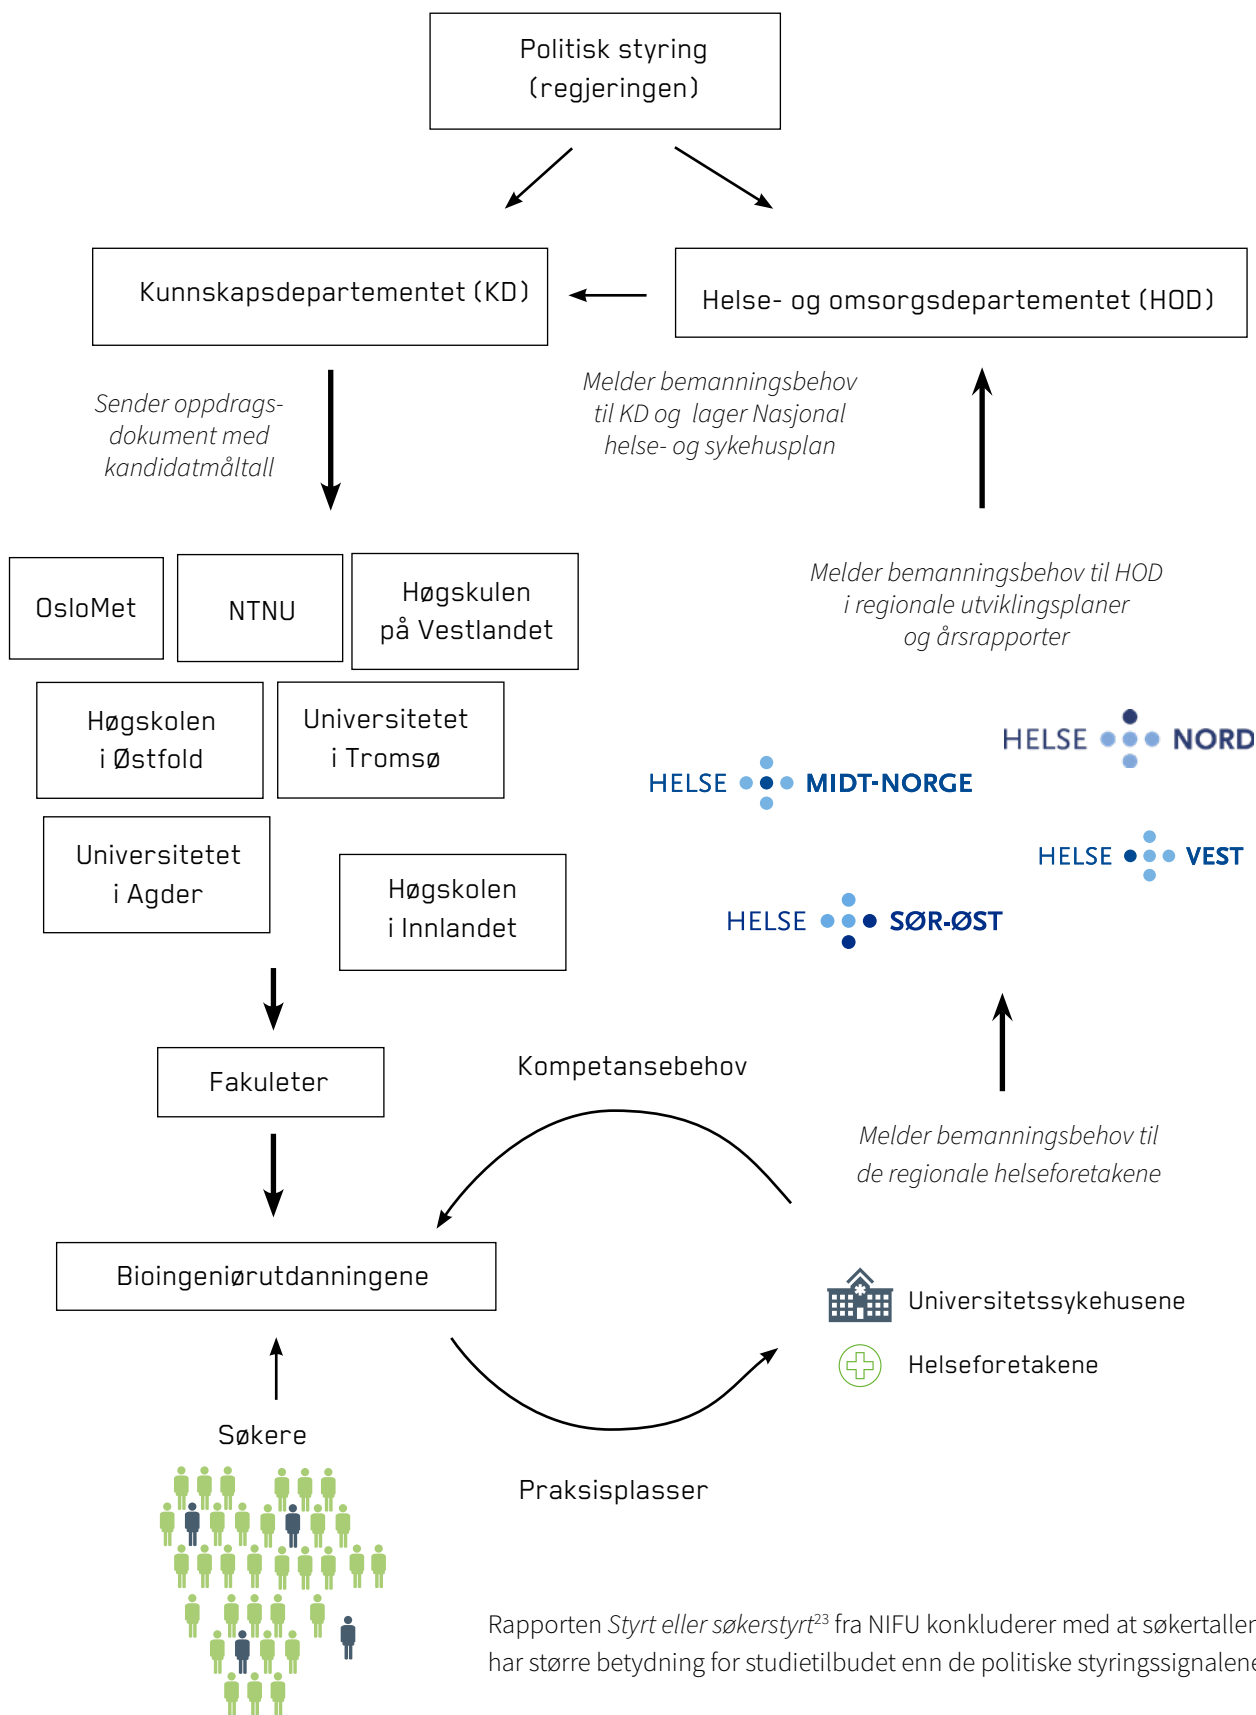 Politisk styring
(regjeringen)
Kunnskapsdepartementet (KD)
Helse- og omsorgsdepartementet (HOD)
Sender oppdrags-
dokument med
kandidatmåltall
Melder bemanningsbehov
til KD og lager Nasjonal
helse- og sykehusplan
OsloMet
NTNU
Høgskulen
på Vestlandet
Høgskolen
i Østfold
Universitetet
i Tromsø
Universitetet
i Agder
Høgskolen
i Innlandet
Melder bemanningsbehov til HOD
i regionale utviklingsplaner
og årsrapporter
HELSE NORD
HELSE MIDT-NORGE
HELSE VEST
HELSE SØR-ØST
Fakuleter
Kompetansebehov
Melder bemanningsbehov til
de regionale helseforetakene
Bioingeniørutdanningene
Universitetssykehusene
Helseforetakene
Søkere
Praksisplasser
Rapporten Styrt eller søkerstyrt²³ fra NIFU konkluderer med at søkertallen
har større betydning for studietilbudet enn de politiske styringssignalene